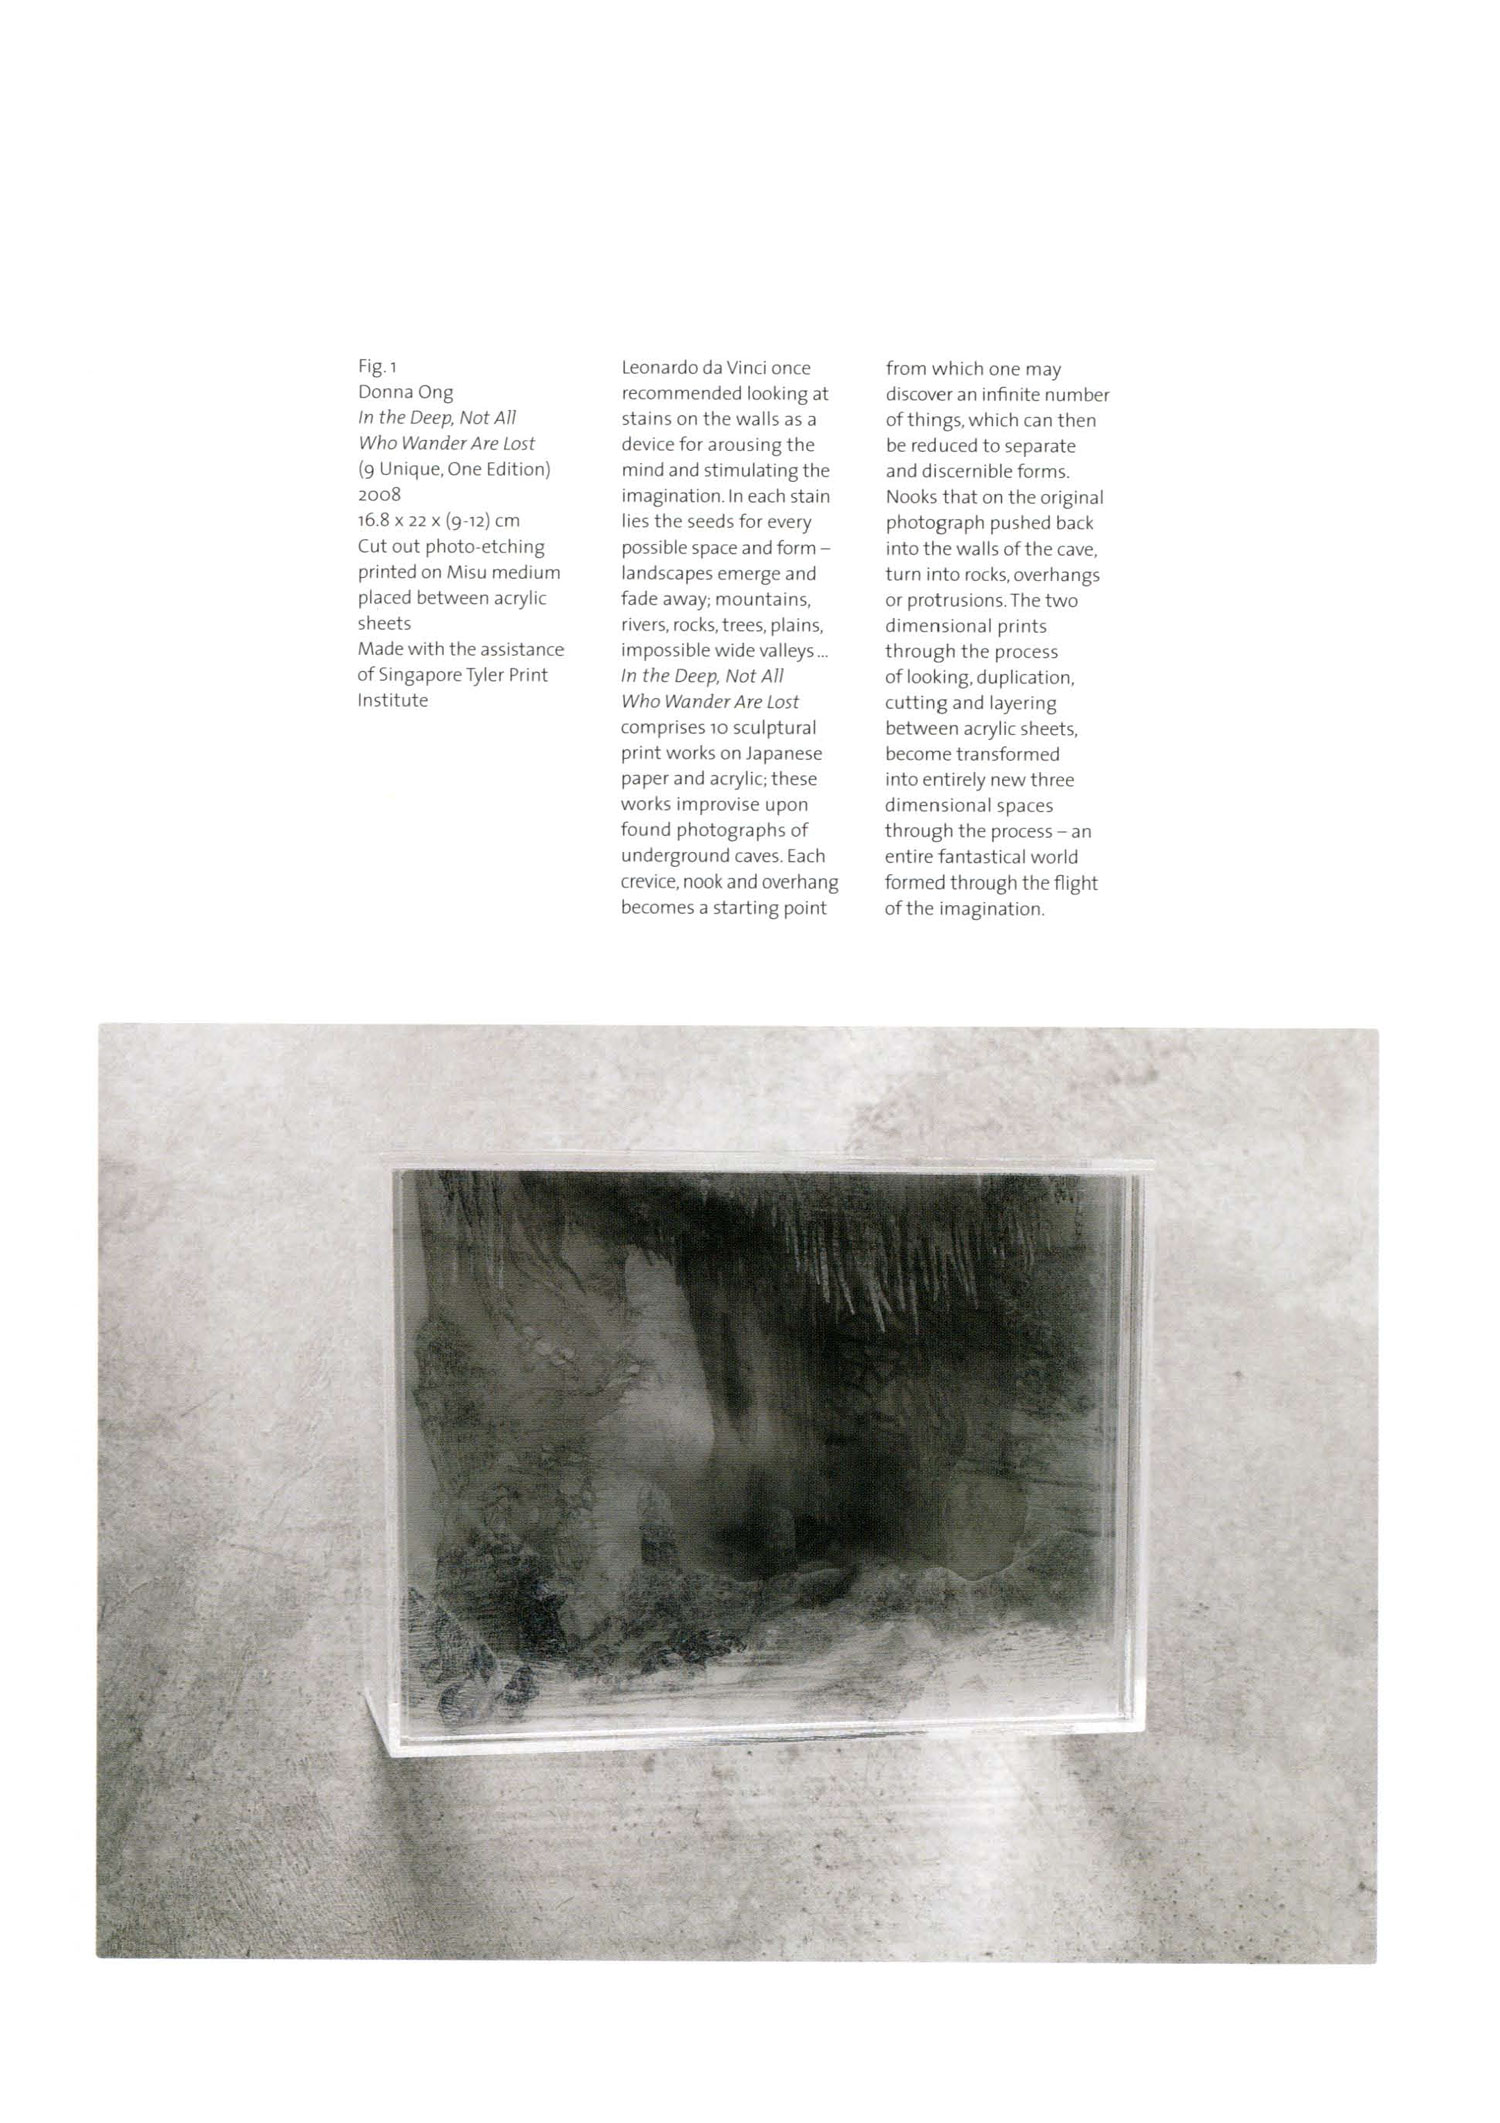 Fig. 1
Donna Ong
In the Deep, Not All
Who Wander Are Lost
(9 Unique, One Edition)
2008
16.8 x 22 x (9-12) cm
Cut out photo-etching
printed on Misu medium
placed between acrylic
sheets
Made with the assistance
of Singapore Tyler Print
Institute
Leonardo da Vinci once
recommended looking at
stains on the walls as a
device for arousing the
mind and stimulating the
imagination. In each stain
lies the seeds for every
possible space and form –
landscapes emerge and
fade away; mountains,
rivers, rocks, trees, plains,
impossible wide valleys ...
In the Deep, Not All
Who Wander Are Lost
comprises 10 sculptural
print works on Japanese
paper and acrylic; these
works improvise upon
found photographs of
underground caves. Each
crevice, nook and overhang
becomes a starting point
from which one may
discover an infinite number
of things, which can then
be reduced to separate
and discernible forms.
Nooks that on the original
photograph pushed back
into the walls of the cave,
turn into rocks, overhangs
or protrusions. The two
dimensional prints
through the process
of looking, duplication,
cutting and layering
between acrylic sheets,
become transformed
into entirely new three
dimensional spaces
through the process – an
entire fantastical world
formed through the flight
of the imagination.